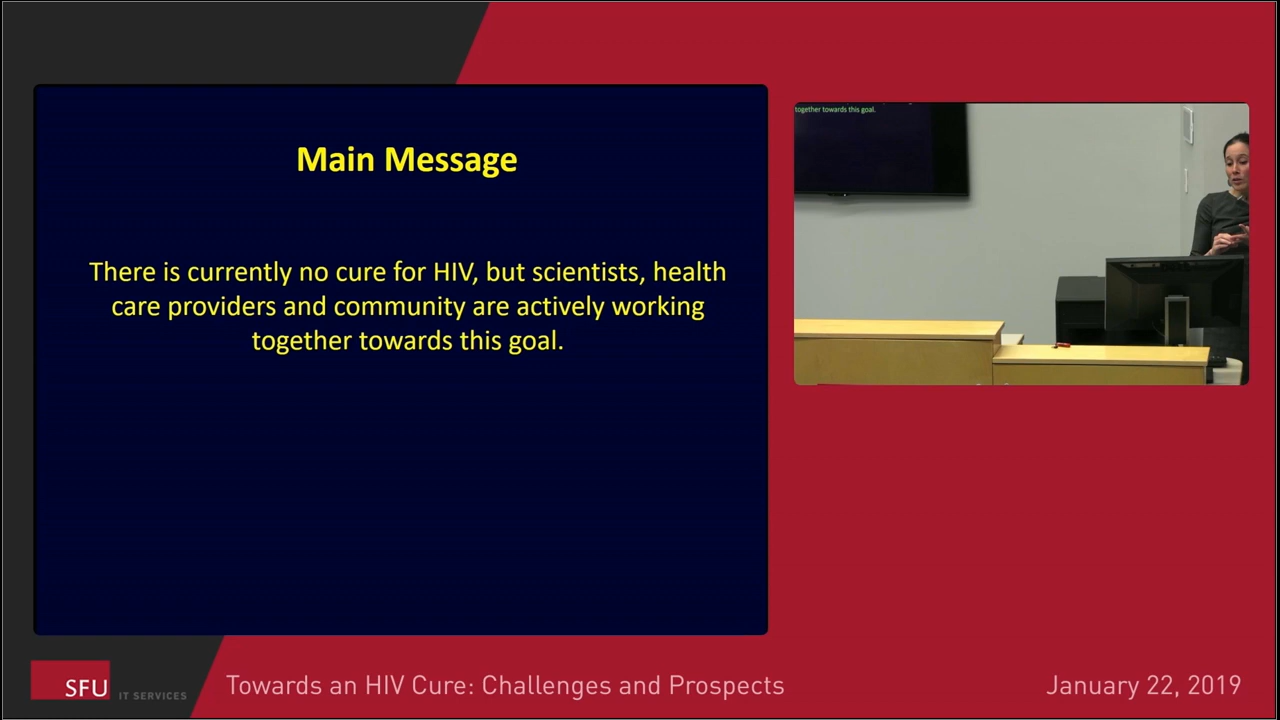 Main Message
There is currently no cure for HIV, but scientists, health
care providers and community are actively working
together towards this goal.
together towards this goal.
SFU IT SERVICES
Towards an HIV Cure: Challenges and Prospects
January 22, 2019